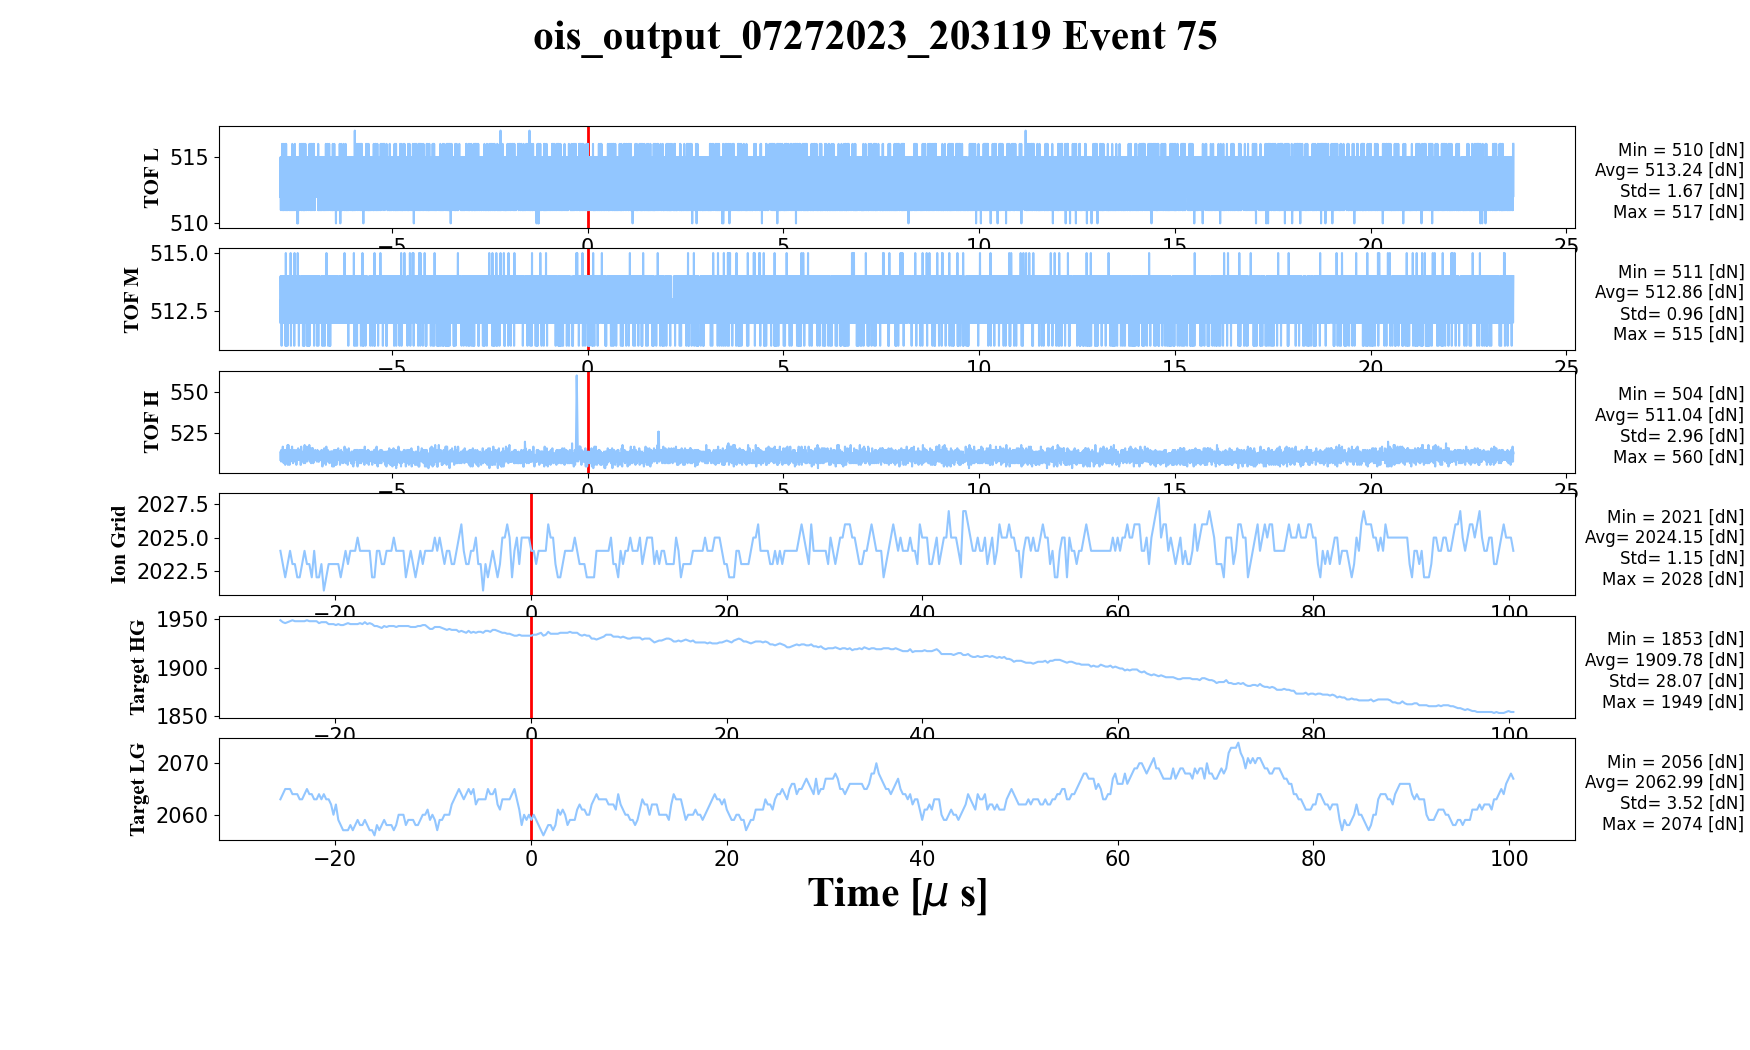 ois_output_07272023_203119 Event 75
TOF L
515
510
−5 0 5 10 15 20 25
Min = 510 [dN]
Avg= 513.24 [dN]
Std= 1.67 [dN]
Max = 517 [dN]
TOF M
515.0
512.5
−5 0 5 10 15 20 25
Min = 511 [dN]
Avg= 512.86 [dN]
Std= 0.96 [dN]
Max = 515 [dN]
TOF H
550
525
−5 0 5 10 15 20 25
Min = 504 [dN]
Avg= 511.04 [dN]
Std= 2.96 [dN]
Max = 560 [dN]
Ion Grid
2027.5
2025.0
2022.5
−20 0 20 40 60 80 100
Min = 2021 [dN]
Avg= 2024.15 [dN]
Std= 1.15 [dN]
Max = 2028 [dN]
Target HG
1950
1900
1850
−20 0 20 40 60 80 100
Min = 1853 [dN]
Avg= 1909.78 [dN]
Std= 28.07 [dN]
Max = 1949 [dN]
Target LG
2070
2060
−20 0 20 40 60 80 100
Min = 2056 [dN]
Avg= 2062.99 [dN]
Std= 3.52 [dN]
Max = 2074 [dN]
Time [μ s]